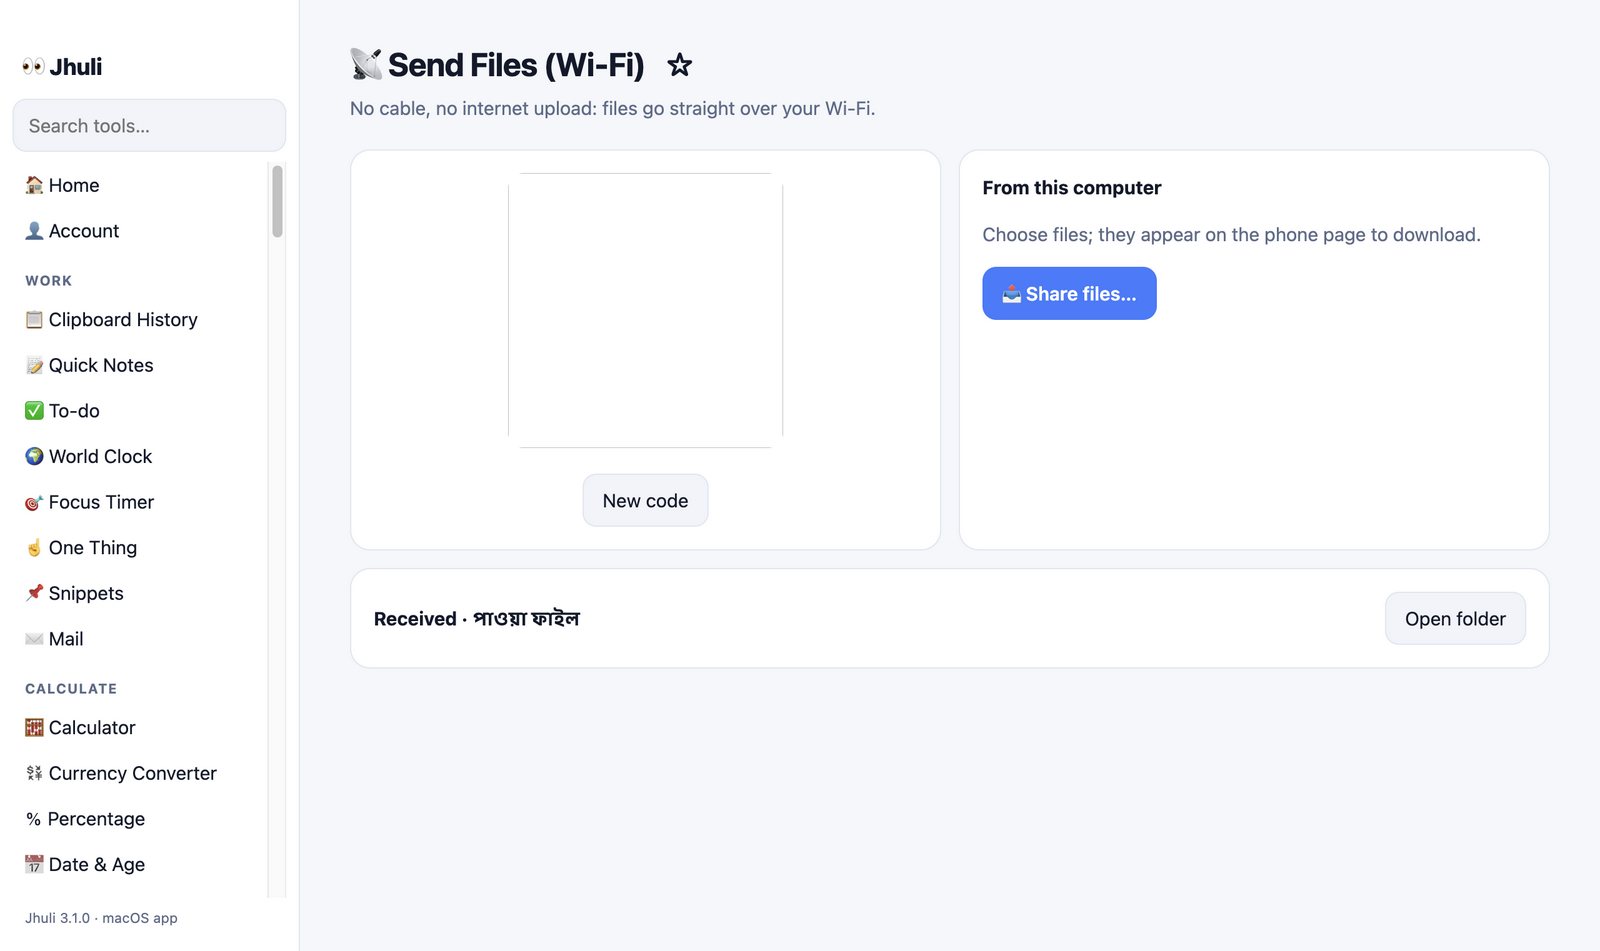 Jhuli
Search tools...
Home
Account
WORK
Clipboard History
Quick Notes
To-do
World Clock
Focus Timer
One Thing
Snippets
Mail
CALCULATE
Calculator
Currency Converter
% Percentage
Date & Age
Jhuli 3.1.0 · macOS app
Send Files (Wi-Fi) ☆
No cable, no internet upload: files go straight over your Wi-Fi.
New code
From this computer
Choose files; they appear on the phone page to download.
Share files...
Received · পাওয়া ফাইল
Open folder